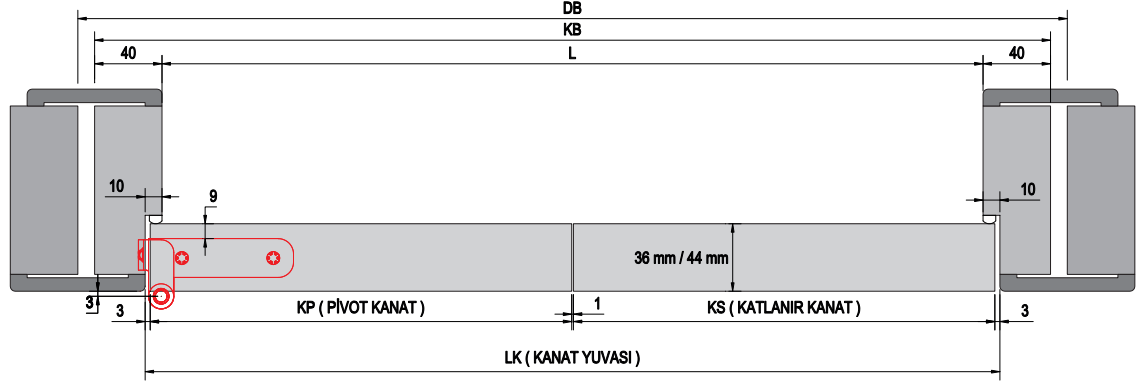 DB
KB
40
L
40
10
9
10
36 mm / 44 mm
3
3
KP ( PİVOT KANAT )
1
KS ( KATLANIR KANAT )
3
LK ( KANAT YUVASI )